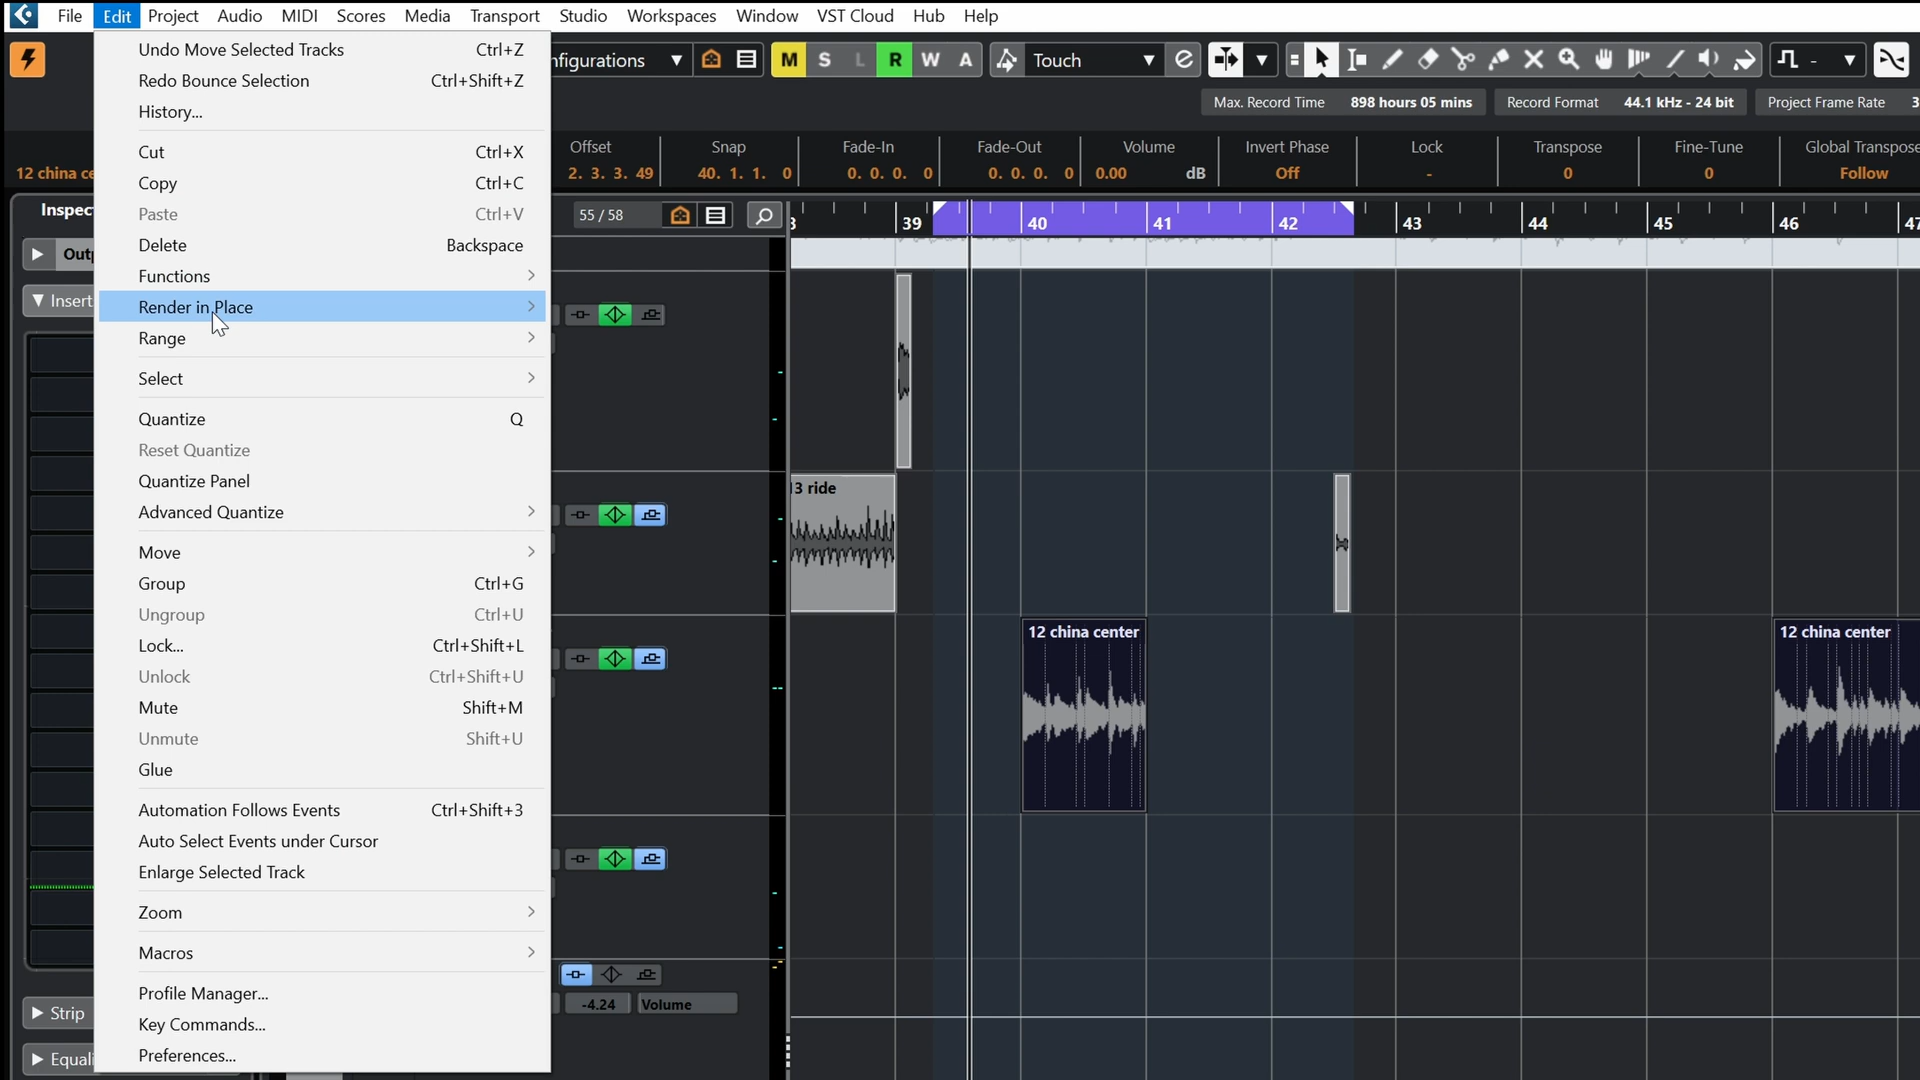 File Edit Project Audio MIDI Scores Media Transport Studio Workspaces Window VST Cloud Hub Help
Undo Move Selected Tracks Ctrl+Z
Redo Bounce Selection Ctrl+Shift+Z
History...
Cut Ctrl+X
Copy Ctrl+C
Paste Ctrl+V
Delete Backspace
Functions
Render in Place
Range
Select
Quantize Q
Reset Quantize
Quantize Panel
Advanced Quantize
Move
Group Ctrl+G
Ungroup Ctrl+U
Lock... Ctrl+Shift+L
Unlock Ctrl+Shift+U
Mute Shift+M
Unmute Shift+U
Glue
Automation Follows Events Ctrl+Shift+3
Auto Select Events under Cursor
Enlarge Selected Track
Zoom
Macros
Profile Manager...
Key Commands...
Preferences...
nfigurations M S L R W A Touch -
Max. Record Time 898 hours 05 mins Record Format 44.1 kHz - 24 bit Project Frame Rate 3
Offset Snap Fade-In Fade-Out Volume Invert Phase Lock Transpose Fine-Tune Global Transpose
12 china ce 2. 3. 3. 49 40. 1. 1. 0 0. 0. 0. 0 0. 0. 0. 0 0.00 dB Off - 0 0 Follow
Inspec
55 / 58
39 40 41 42 43 44 45 46 47
Outp
Insert
13 ride
12 china center 12 china center
-4.24 Volume
Strip
Equali